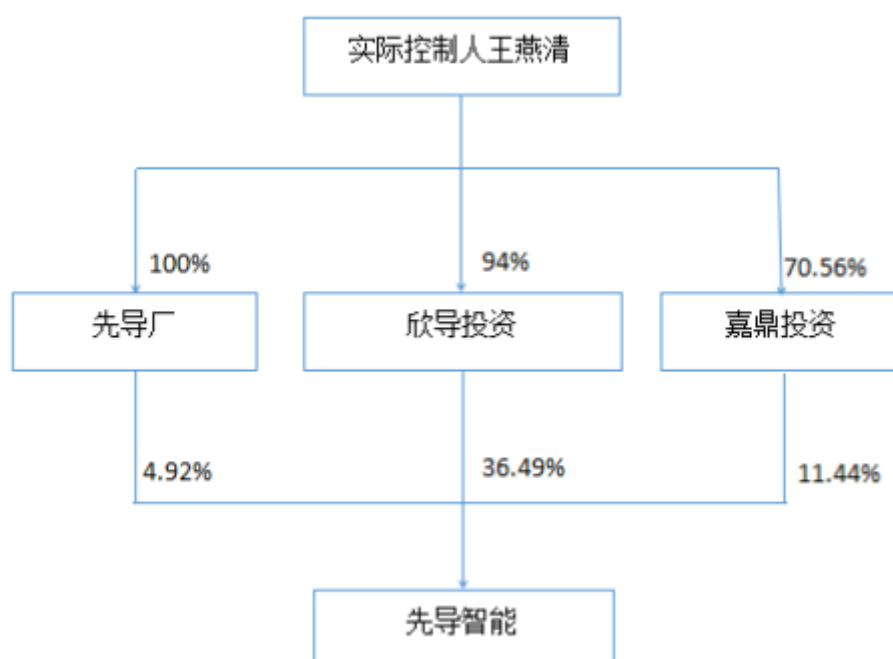 实际控制人王燕清
100%
94%
70.56%
先导厂
欣导投资
嘉鼎投资
4.92%
36.49%
11.44%
先导智能